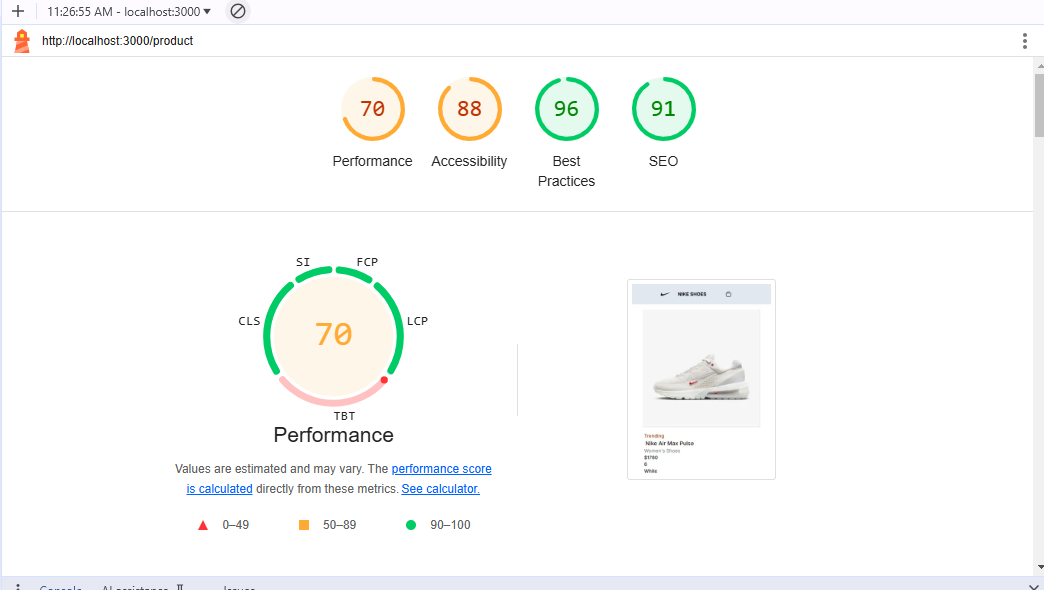 11:26:55 AM - localhost:3000
http://localhost:3000/product
70
88
96
91
Performance
Accessibility
Best
Practices
SEO
SI
FCP
CLS
LCP
70
TBT
Performance
Values are estimated and may vary. The performance score
is calculated directly from these metrics. See calculator.
0–49
50–89
90–100
NIKE SHOES
Trending
Nike Air Max Pulse
Women's Shoes
$1780
6
White
Console
AI assistance
Issues